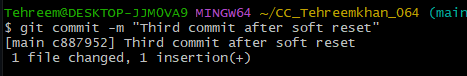 Tehreem@DESKTOP-JJMOVA9 MINGW64 ~/CC_Tehreemkhan_064 (main
$ git commit -m "Third commit after soft reset"
[main c887952] Third commit after soft reset
 1 file changed, 1 insertion(+)